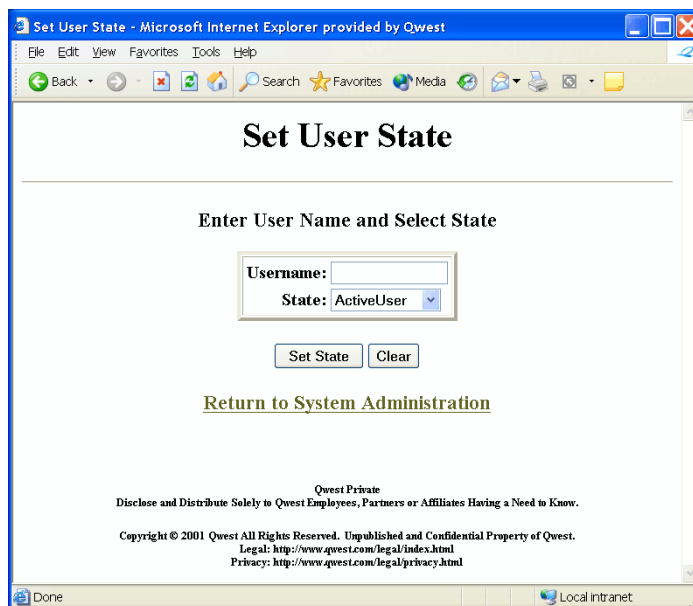 Set User State - Microsoft Internet Explorer provided by Qwest
File Edit View Favorites Tools Help
Back Search Favorites Media
Set User State
Enter User Name and Select State
Username:
State: ActiveUser
Set State Clear
Return to System Administration
Qwest Private
Disclose and Distribute Solely to Qwest Employees, Partners or Affiliates Having a Need to Know.
Copyright © 2001 Qwest All Rights Reserved. Unpublished and Confidential Property of Qwest.
Legal: http://www.qwest.com/legal/index.html
Privacy: http://www.qwest.com/legal/privacy.html
Done Local intranet